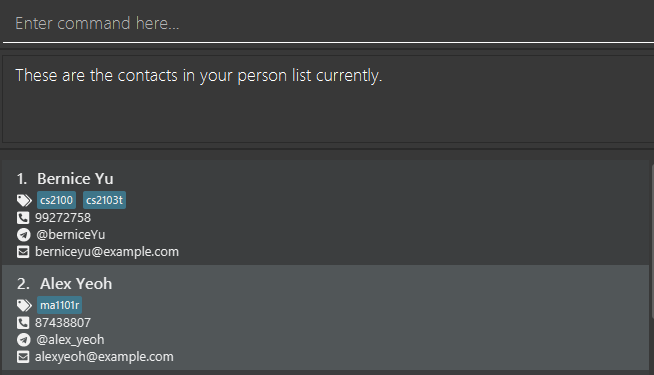 Enter command here...
These are the contacts in your person list currently.
1. Bernice Yu
cs2100 cs2103t
99272758
@berniceYu
berniceyu@example.com
2. Alex Yeoh
ma1101r
87438807
@alex_yeoh
alexyeoh@example.com